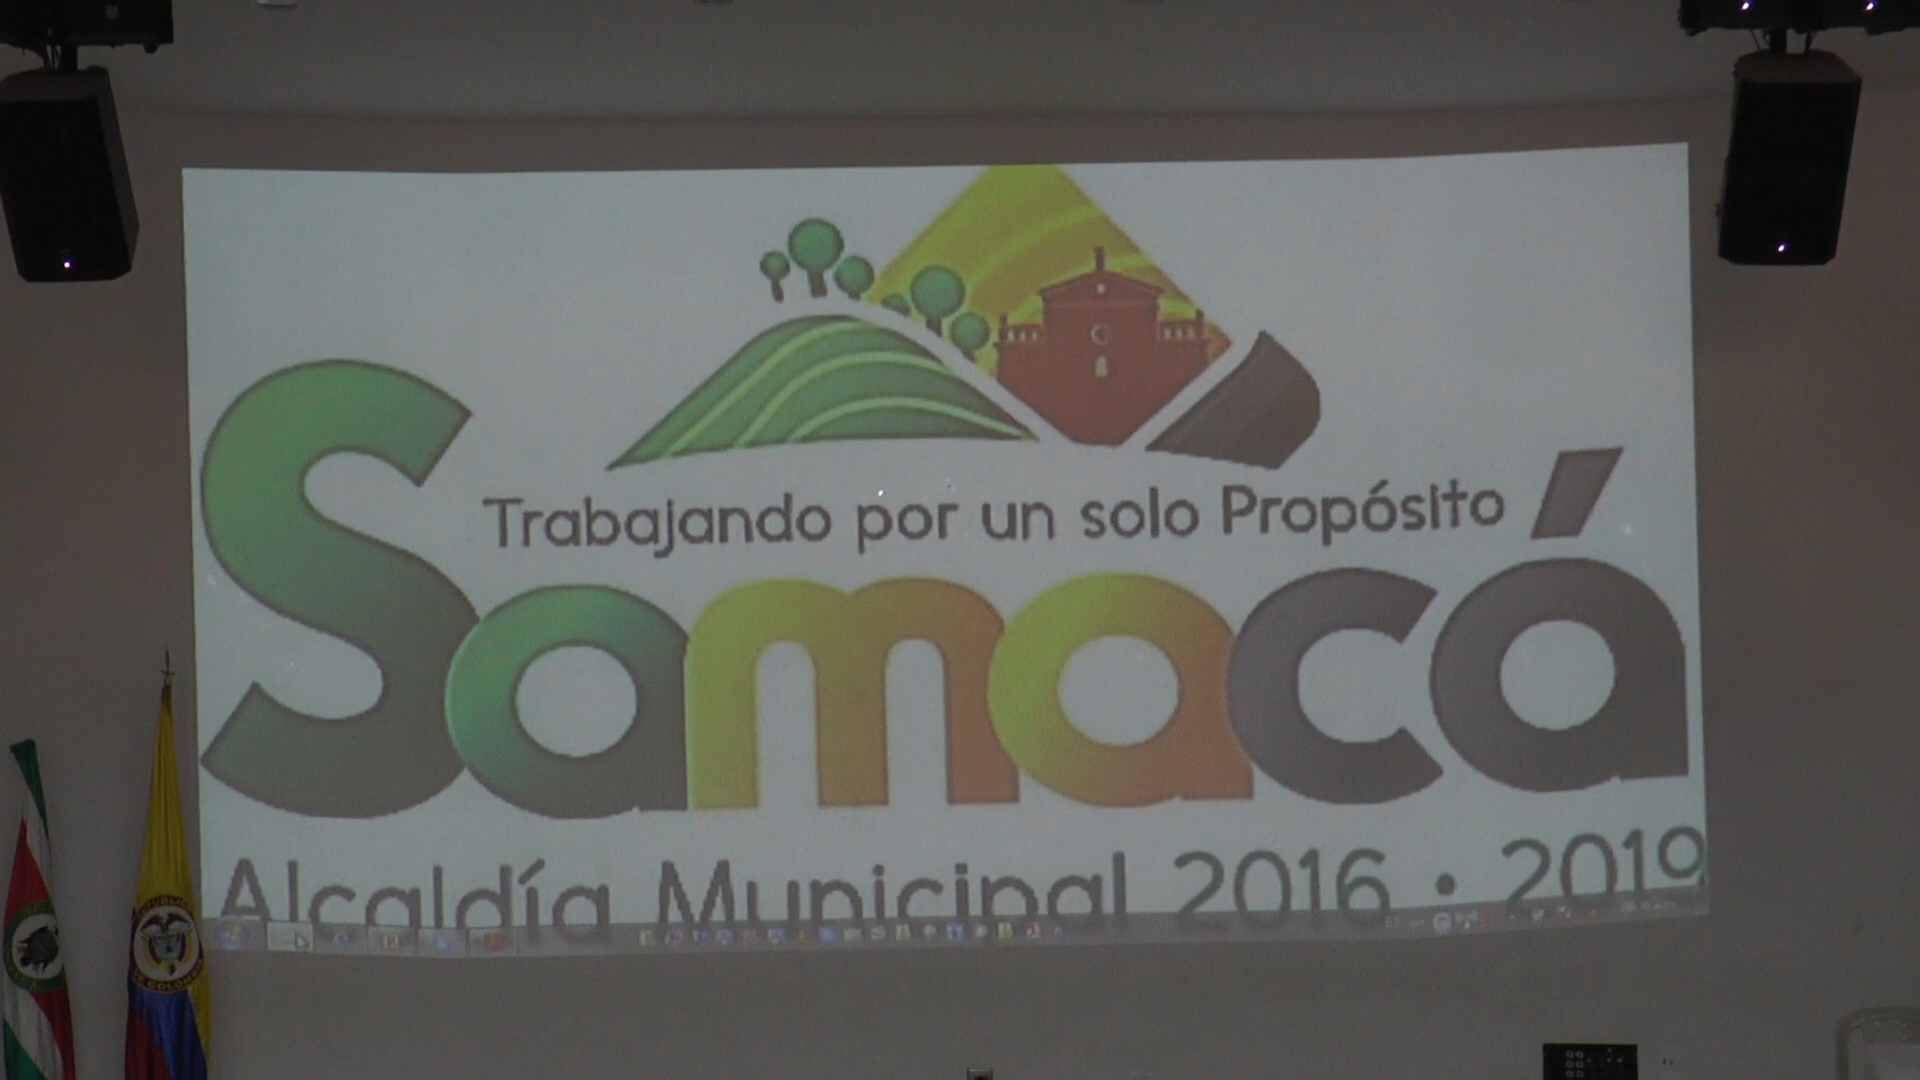 Trabajando por un solo Propósito
Samacá
Alcaldía Municipal 2016 • 2019